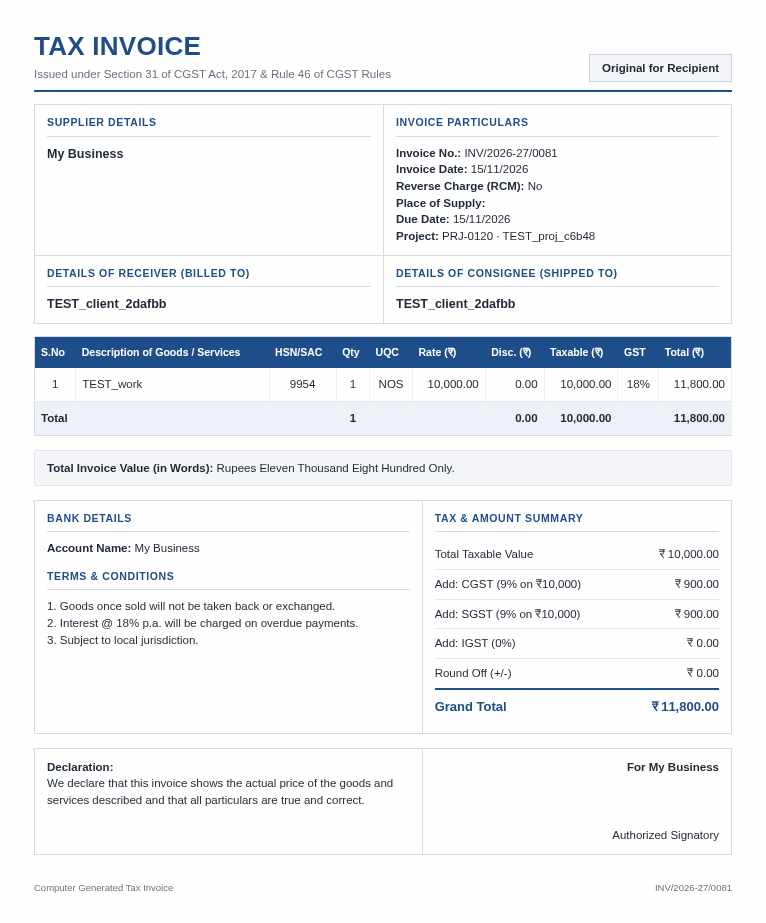 TAX INVOICE
Issued under Section 31 of CGST Act, 2017 & Rule 46 of CGST Rules
Original for Recipient
SUPPLIER DETAILS
My Business
INVOICE PARTICULARS
Invoice No.: INV/2026-27/0081
Invoice Date: 15/11/2026
Reverse Charge (RCM): No
Place of Supply:
Due Date: 15/11/2026
Project: PRJ-0120 · TEST_proj_c6b48
DETAILS OF RECEIVER (BILLED TO)
TEST_client_2dafbb
DETAILS OF CONSIGNEE (SHIPPED TO)
TEST_client_2dafbb
S.No Description of Goods / Services HSN/SAC Qty UQC Rate (₹) Disc. (₹) Taxable (₹) GST Total (₹)
1 TEST_work 9954 1 NOS 10,000.00 0.00 10,000.00 18% 11,800.00
Total 1 0.00 10,000.00 11,800.00
Total Invoice Value (in Words): Rupees Eleven Thousand Eight Hundred Only.
BANK DETAILS
Account Name: My Business
TERMS & CONDITIONS
1. Goods once sold will not be taken back or exchanged.
2. Interest @ 18% p.a. will be charged on overdue payments.
3. Subject to local jurisdiction.
TAX & AMOUNT SUMMARY
Total Taxable Value ₹ 10,000.00
Add: CGST (9% on ₹10,000) ₹ 900.00
Add: SGST (9% on ₹10,000) ₹ 900.00
Add: IGST (0%) ₹ 0.00
Round Off (+/-) ₹ 0.00
Grand Total ₹ 11,800.00
Declaration:
We declare that this invoice shows the actual price of the goods and
services described and that all particulars are true and correct.
For My Business
Authorized Signatory
Computer Generated Tax Invoice
INV/2026-27/0081